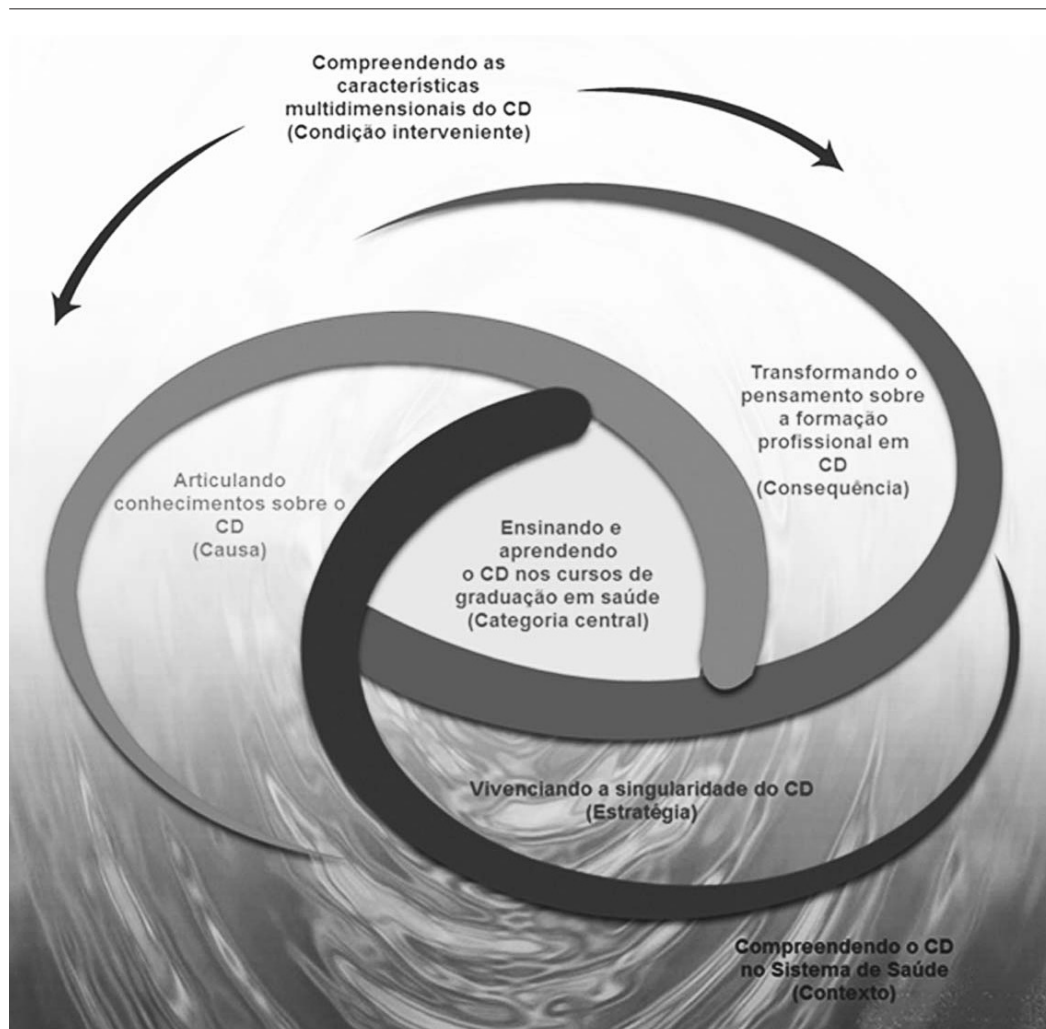 Compreendendo as
características
multidimensionais do CD
(Condição interveniente)
Transformando o
pensamento sobre
a formação
profissional em
CD
(Consequência)
Articulando
conhecimentos sobre o
CD
(Causa)
Ensinando e
aprendendo
o CD nos cursos de
graduação em saúde
(Categoria central)
Vivenciando a singularidade do CD
(Estratégia)
Compreendendo o CD
no Sistema de Saúde
(Contexto)